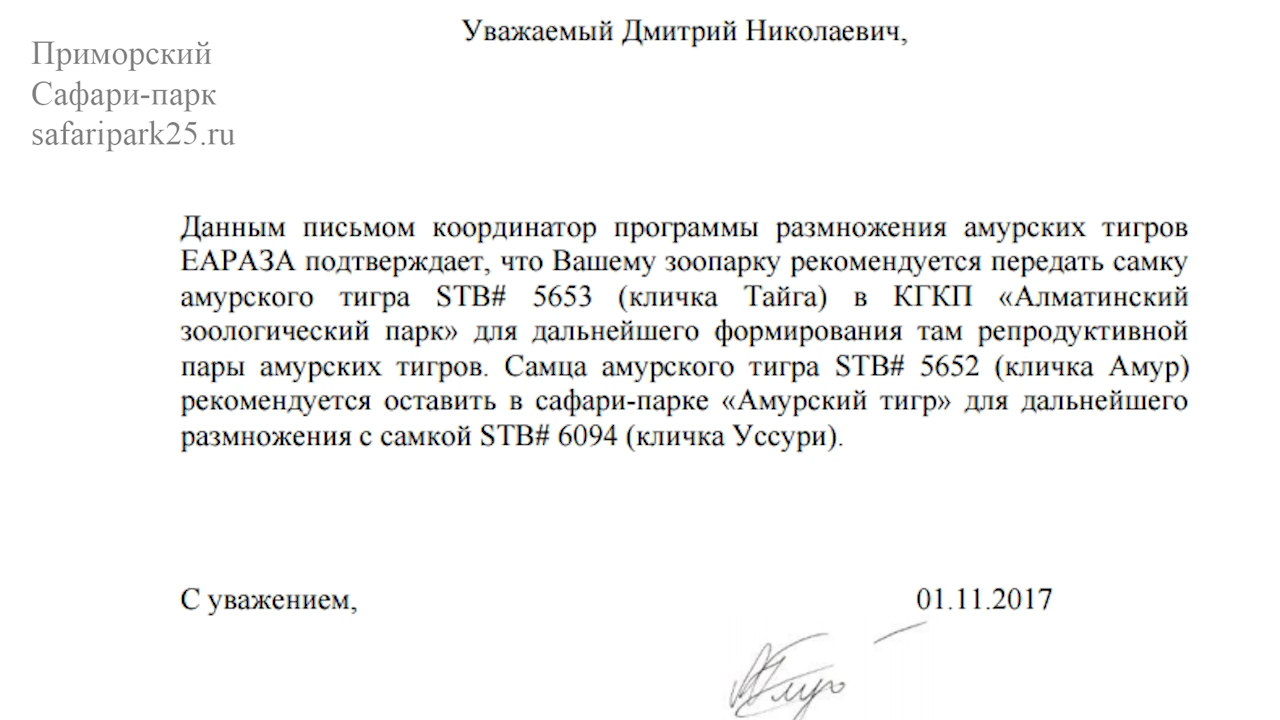 Уважаемый Дмитрий Николаевич,
Приморский
Сафари-парк
safaripark25.ru
Данным письмом координатор программы размножения амурских тигров
ЕАРАЗА подтверждает, что Вашему зоопарку рекомендуется передать самку
амурского тигра STB# 5653 (кличка Тайга) в КГКП «Алматинский
зоологический парк» для дальнейшего формирования там репродуктивной
пары амурских тигров. Самца амурского тигра STB# 5652 (кличка Амур)
рекомендуется оставить в сафари-парке «Амурский тигр» для дальнейшего
размножения с самкой STB# 6094 (кличка Уссури).
С уважением, 01.11.2017